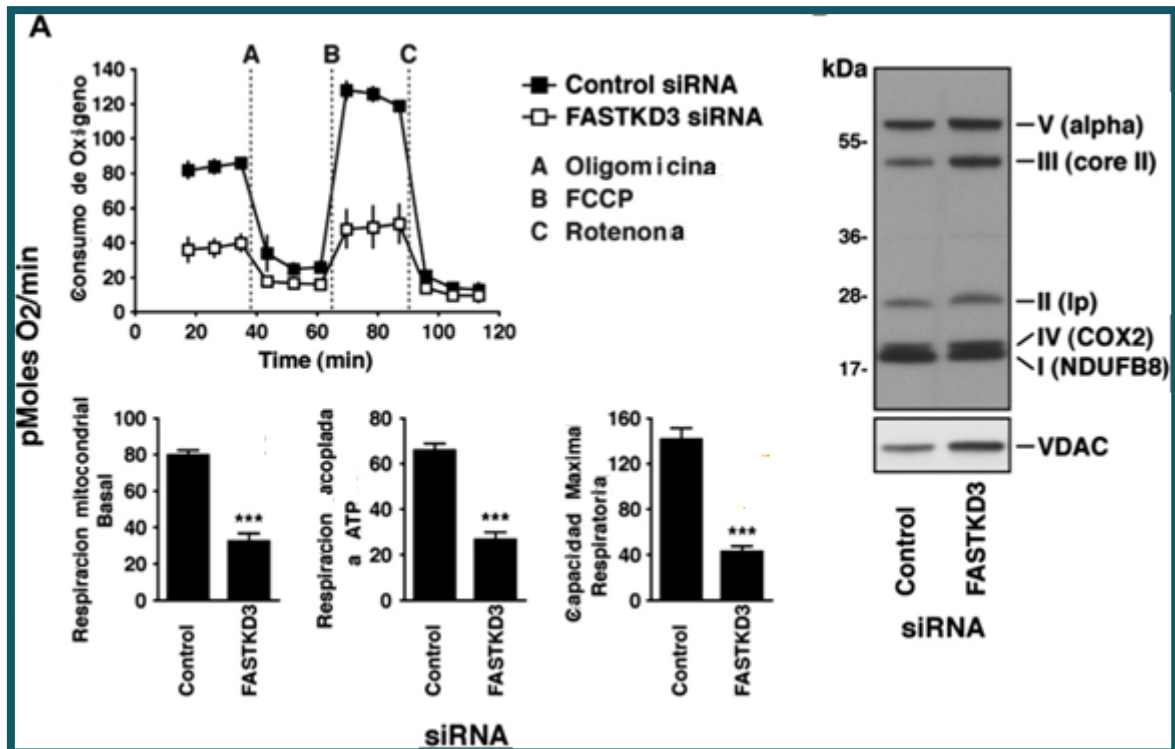 A
pMoles O2/min
Consumo de Oxigeno
140
120
100
80
60
40
20
0
A
B
C
0
20
40
60
80
100
120
Time (min)
Control siRNA
FASTKD3 siRNA
A Oligomicina
B FCCP
C Rotenona
Respiracion mitocondrial
Basal
100
80
60
40
20
0
Control
FASTKD3
Respiracion acoplada
a ATP
80
60
40
20
0
Control
FASTKD3
Capacidad Maxima
Respiratoria
160
120
80
40
0
Control
FASTKD3
***
***
***
siRNA
kDa
55-
36-
28-
17-
V (alpha)
III (core II)
II (Ip)
IV (COX2)
I (NDUFB8)
VDAC
Control
FASTKD3
siRNA